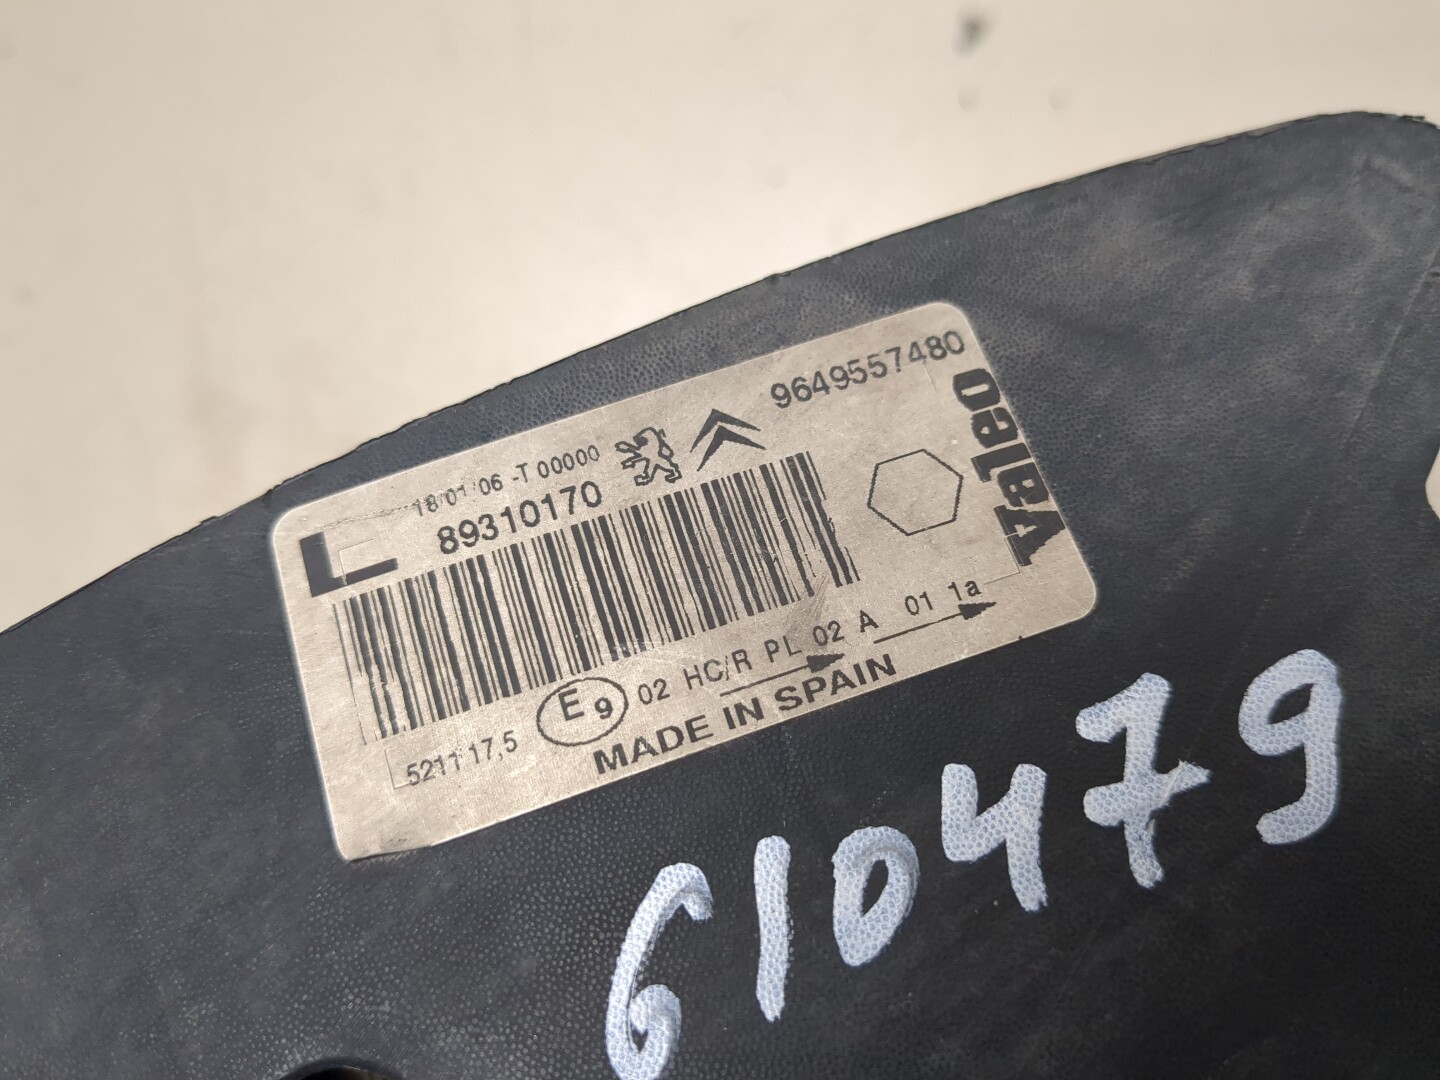 9649557480
18/01/06 -T 00000
Valeo
L
89310170
E9 02 HC/R PL 02 A 01 1a
5211 17,5
MADE IN SPAIN
610479